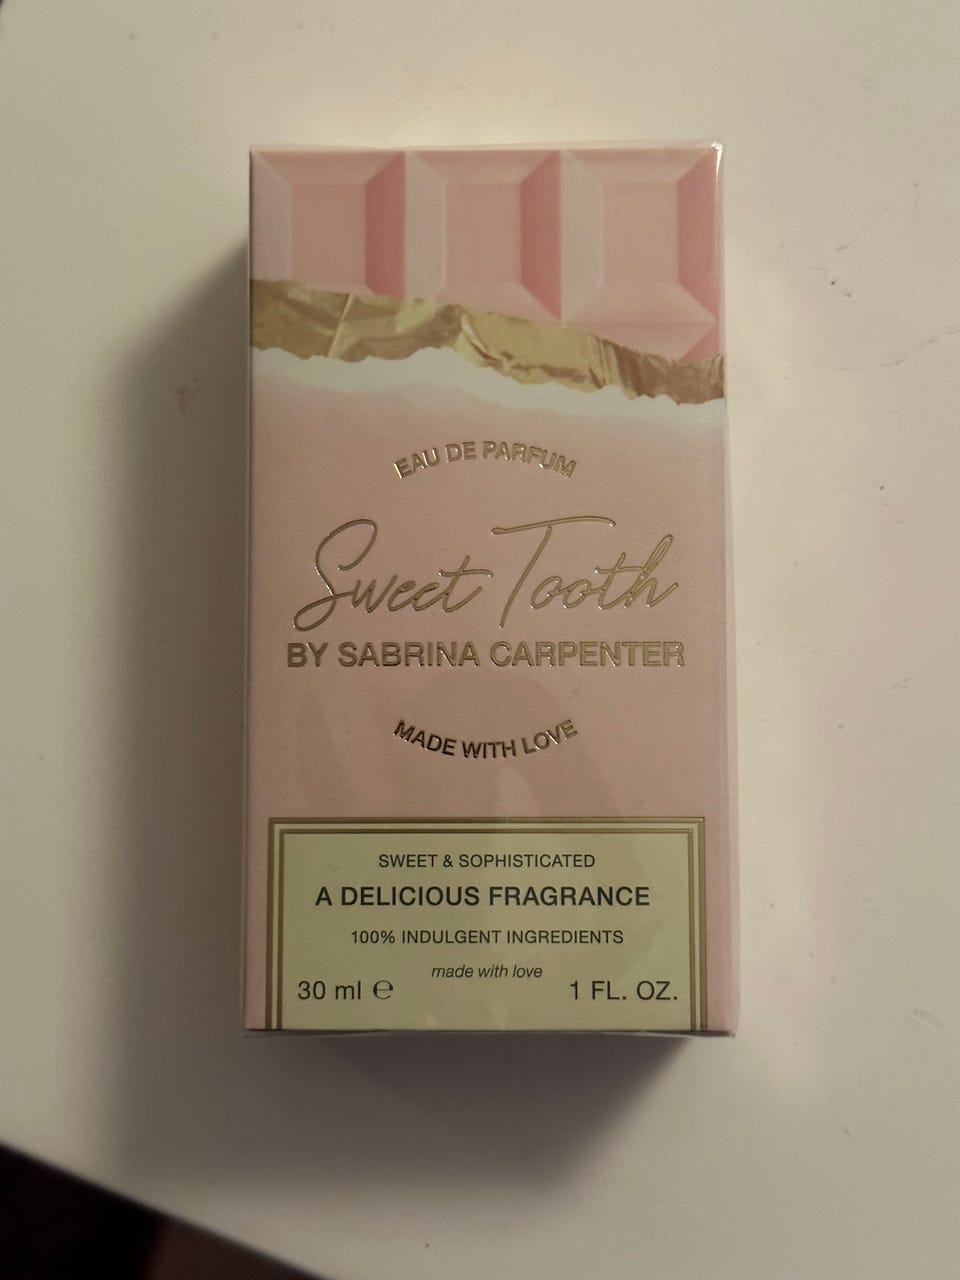 EAU DE PARFUM
Sweet Tooth
BY SABRINA CARPENTER
MADE WITH LOVE
SWEET & SOPHISTICATED
A DELICIOUS FRAGRANCE
100% INDULGENT INGREDIENTS
made with love
30 ml ℮ 1 FL. OZ.